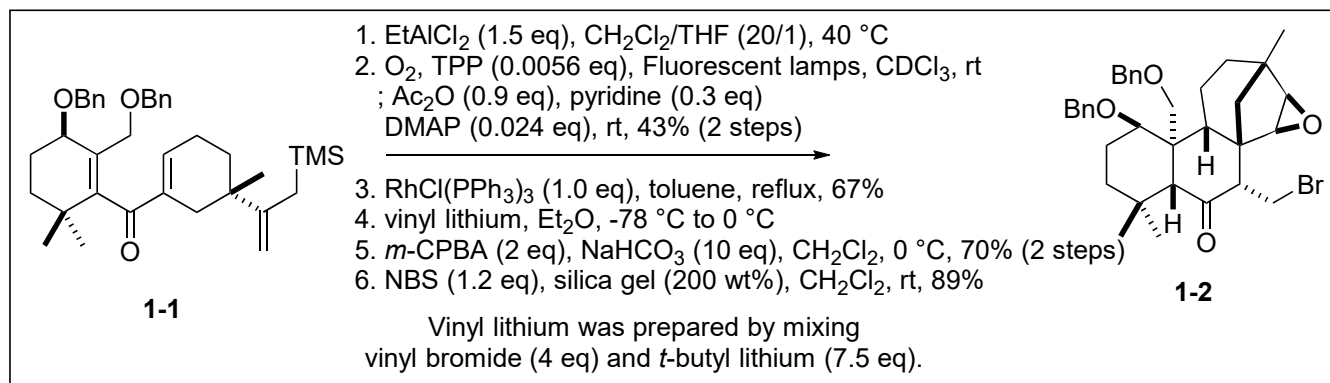 1. EtAlCl2 (1.5 eq), CH2Cl2/THF (20/1), 40 °C
2. O2, TPP (0.0056 eq), Fluorescent lamps, CDCl3, rt
; Ac2O (0.9 eq), pyridine (0.3 eq)
DMAP (0.024 eq), rt, 43% (2 steps)
3. RhCl(PPh3)3 (1.0 eq), toluene, reflux, 67%
4. vinyl lithium, Et2O, -78 °C to 0 °C
5. m-CPBA (2 eq), NaHCO3 (10 eq), CH2Cl2, 0 °C, 70% (2 steps)
6. NBS (1.2 eq), silica gel (200 wt%), CH2Cl2, rt, 89%
Vinyl lithium was prepared by mixing
vinyl bromide (4 eq) and t-butyl lithium (7.5 eq).
OBn
OBn
TMS
O
1-1
BnO
BnO
H
O
Br
H
O
1-2